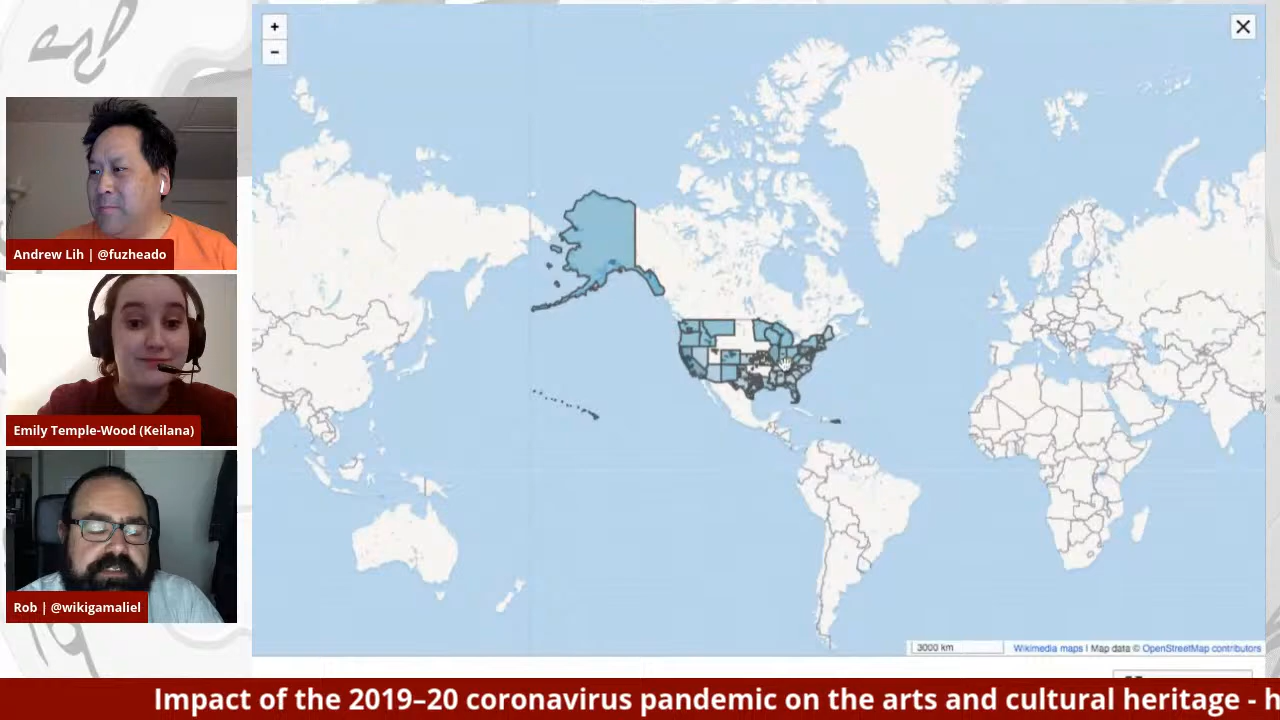 +
−
Andrew Lih | @fuzheado
Emily Temple-Wood (Keilana)
Rob | @wikigamaliel
3000 km
Wikimedia maps | Map data © OpenStreetMap contributors
Impact of the 2019–20 coronavirus pandemic on the arts and cultural heritage - h